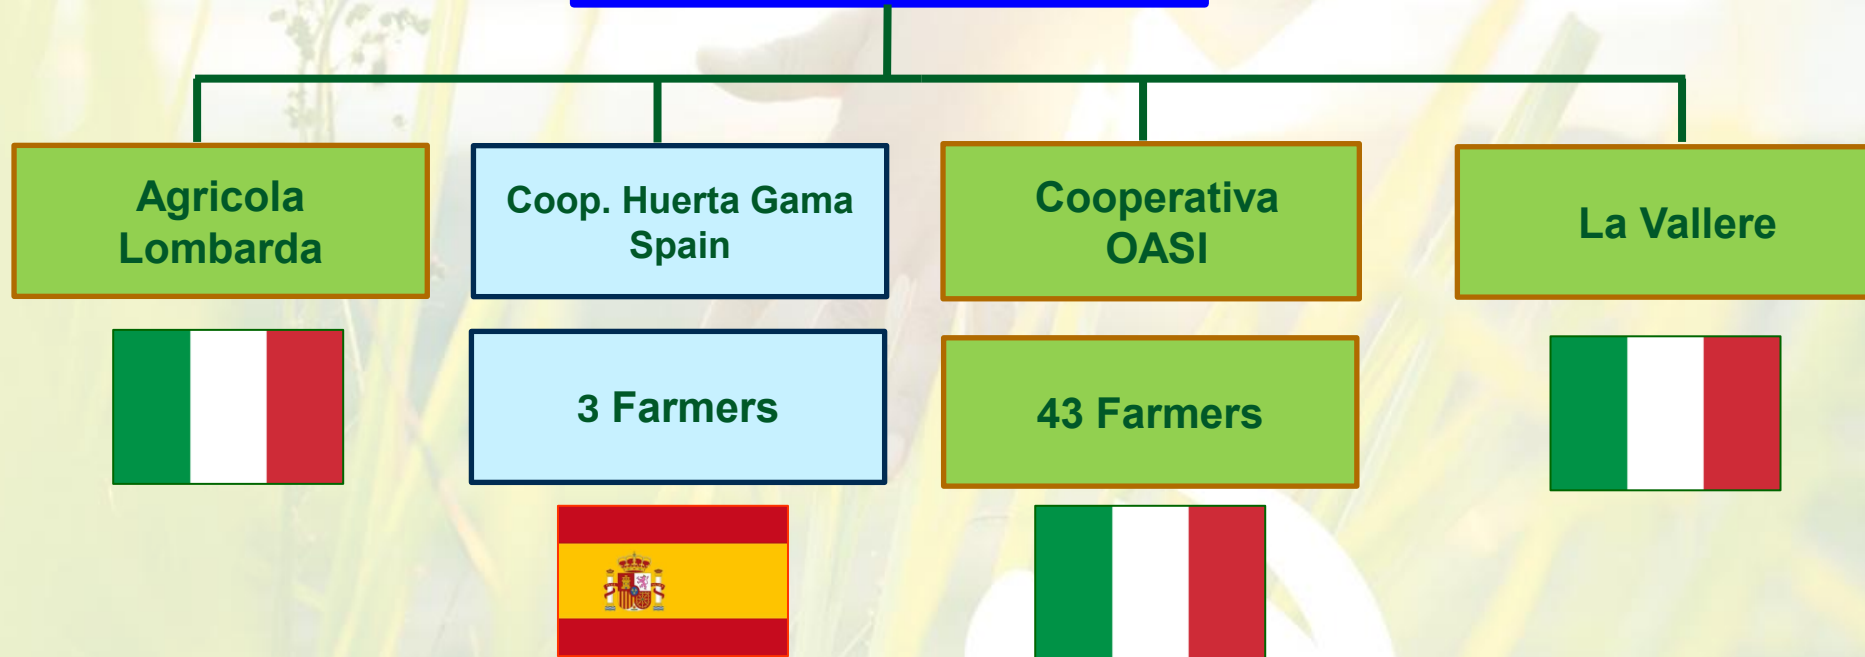 Agricola
Lombarda
Coop. Huerta Gama
Spain
Cooperativa
OASI
La Vallere
3 Farmers
43 Farmers